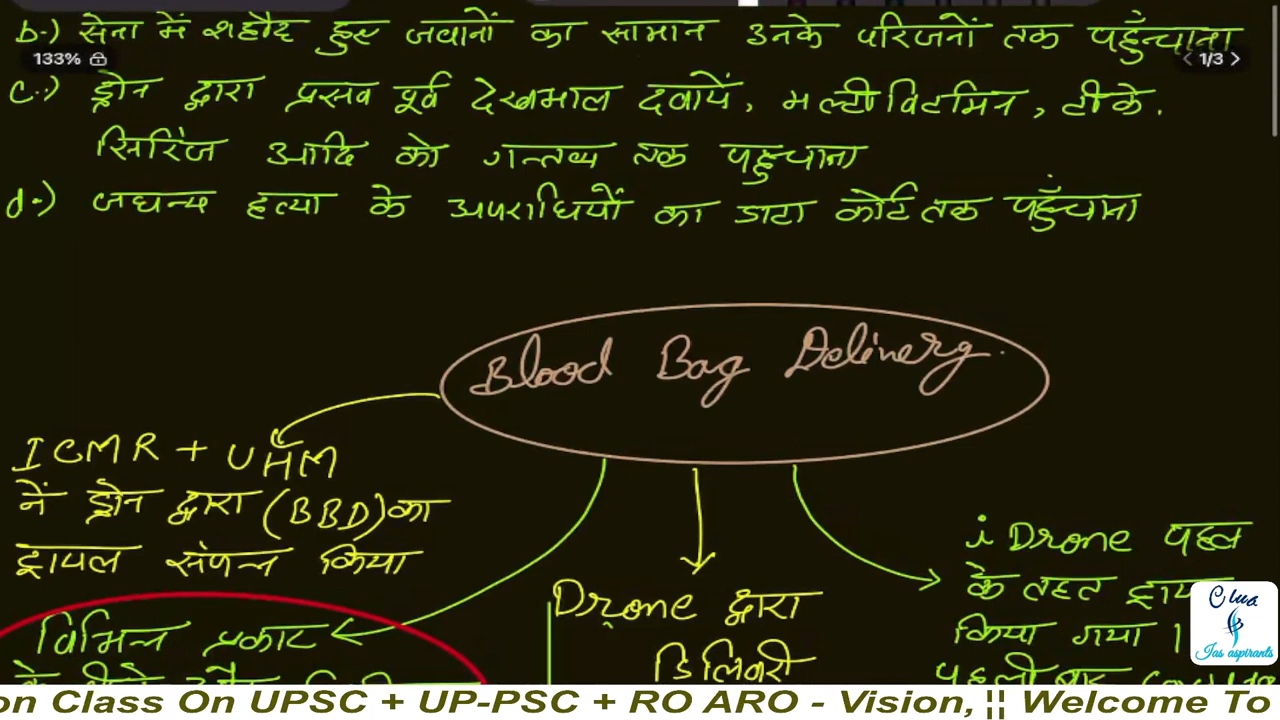 b.) सेना में शहीद हुए जवानों का सामान उनके परिजनों तक पहुँन्चाना
133%
1/3
c.) ड्रोन द्वारा प्रसव पूर्व देखभाल दवायें, मल्टी विटामिन, टीके.
सिरिंज आदि को गन्तव्य तक पहुचाना
d.) जघन्य हत्या के अपराधियों का डाटा कोर्ट तक पहुँचाना
Blood Bag Delivery.
ICMR + UHM
नें ड्रोन द्वारा (BBD) का
ट्रायल संपन्न किया
i Drone पहल
के तहत ट्राय
किया गया |
पहली बार
Drone द्वारा
डिलिवरी
विभिन्न प्रकार
Clue
Ias aspirants
on Class On UPSC + UP-PSC + RO ARO - Vision, ¦¦ Welcome To